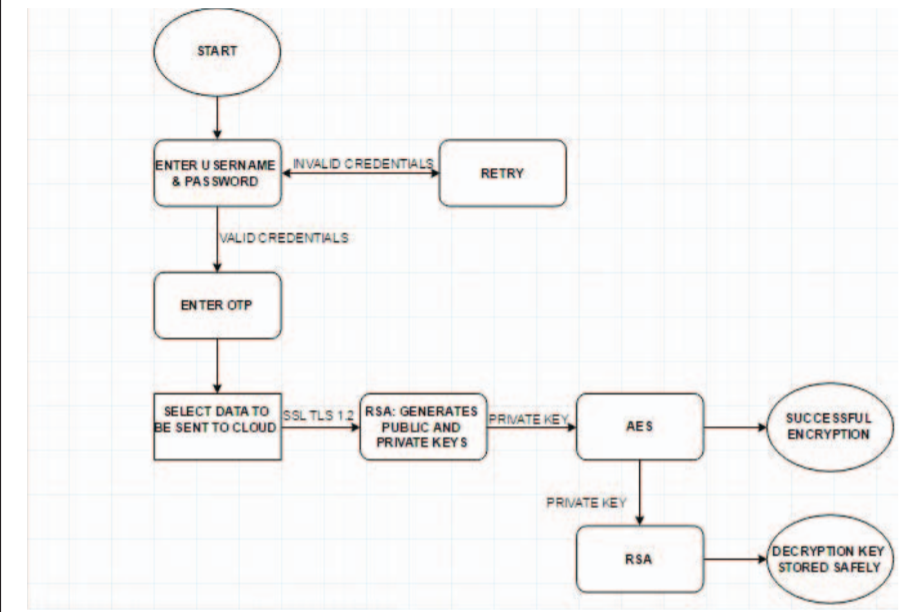 START
ENTER USERNAME
& PASSWORD
INVALID CREDENTIALS
RETRY
VALID CREDENTIALS
ENTER OTP
SELECT DATA TO
BE SENT TO CLOUD
SSL TLS 1.2
RSA: GENERATES
PUBLIC AND
PRIVATE KEYS
PRIVATE KEY
AES
SUCCESSFUL
ENCRYPTION
PRIVATE KEY
RSA
DECRYPTION KEY
STORED SAFELY